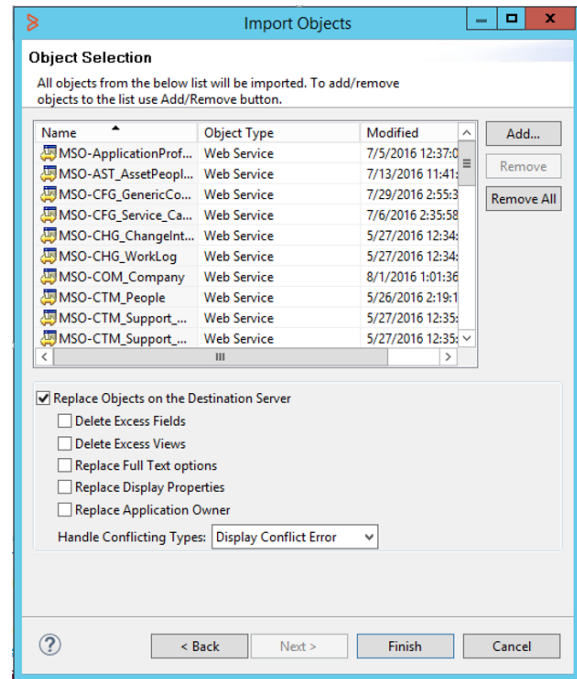 Import Objects
Object Selection
All objects from the below list will be imported. To add/remove
objects to the list use Add/Remove button.
Name Object Type Modified
MSO-ApplicationProf... Web Service 7/5/2016 12:37:0
MSO-AST_AssetPeopl... Web Service 7/13/2016 11:41:
MSO-CFG_GenericCo... Web Service 7/29/2016 2:55:3
MSO-CFG_Service_Ca... Web Service 7/6/2016 2:35:58
MSO-CHG_ChangeInt... Web Service 5/27/2016 12:34:
MSO-CHG_WorkLog Web Service 5/27/2016 12:34:
MSO-COM_Company Web Service 8/1/2016 1:01:36
MSO-CTM_People Web Service 5/26/2016 2:19:1
MSO-CTM_Support_... Web Service 5/27/2016 12:35:
MSO-CTM_Support_... Web Service 5/27/2016 12:35:
Add...
Remove
Remove All
Replace Objects on the Destination Server
Delete Excess Fields
Delete Excess Views
Replace Full Text options
Replace Display Properties
Replace Application Owner
Handle Conflicting Types: Display Conflict Error
? < Back Next > Finish Cancel